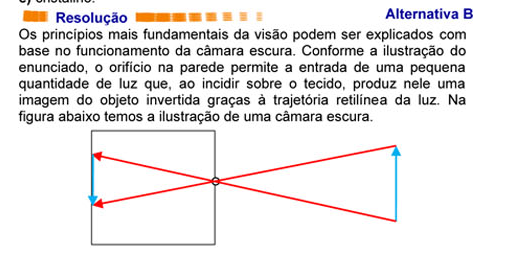 Resolução
Alternativa B
Os princípios mais fundamentais da visão podem ser explicados com
base no funcionamento da câmara escura. Conforme a ilustração do
enunciado, o orifício na parede permite a entrada de uma pequena
quantidade de luz que, ao incidir sobre o tecido, produz nele uma
imagem do objeto invertida graças à trajetória retilínea da luz. Na
figura abaixo temos a ilustração de uma câmara escura.